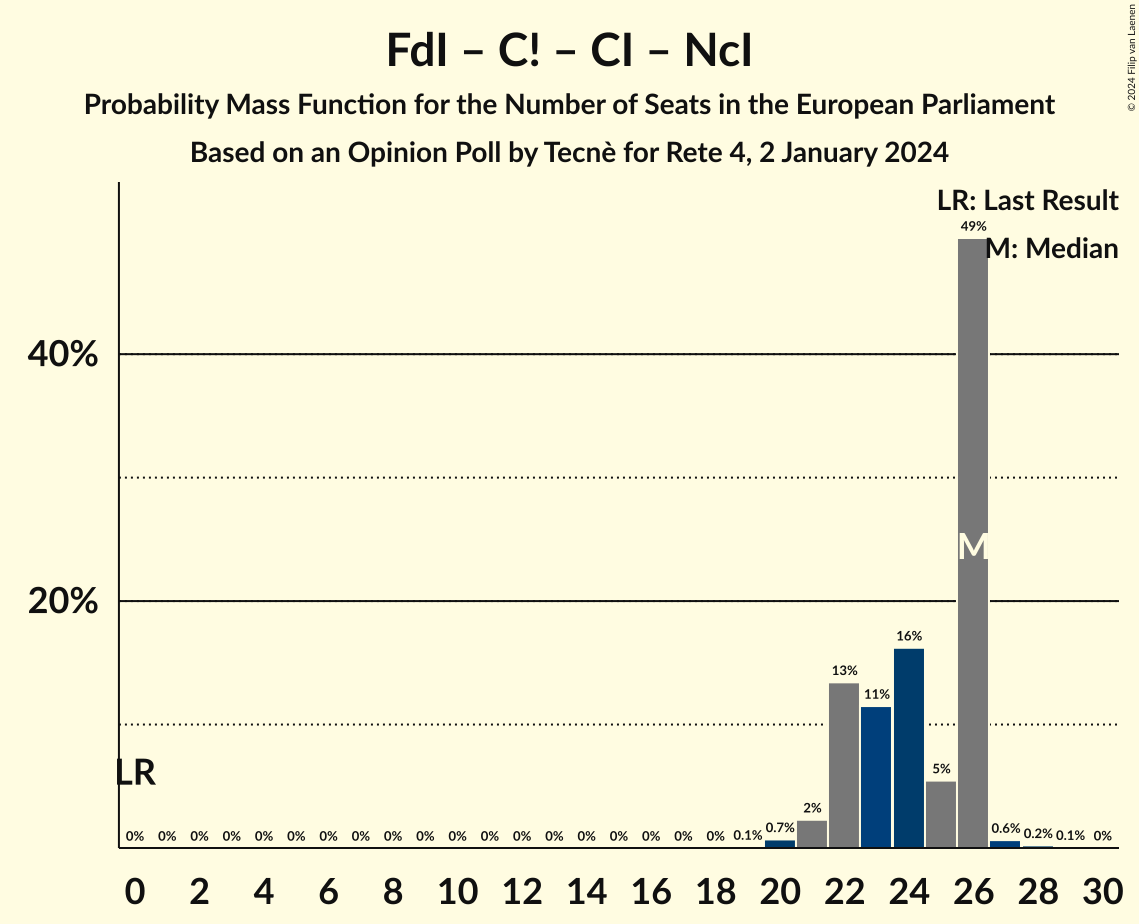 FdI – C! – CI – NcI
Probability Mass Function for the Number of Seats in the European Parliament
Based on an Opinion Poll by Tecnè for Rete 4, 2 January 2024
© 2024 Filip van Laenen
LR: Last Result
M: Median
49%
40%
M
20%
16%
13%
11%
5%
LR
2%
0% 0% 0% 0% 0% 0% 0% 0% 0% 0% 0% 0% 0% 0% 0% 0% 0% 0% 0% 0.1% 0.7% 0.6% 0.2% 0.1% 0%
0 2 4 6 8 10 12 14 16 18 20 22 24 26 28 30